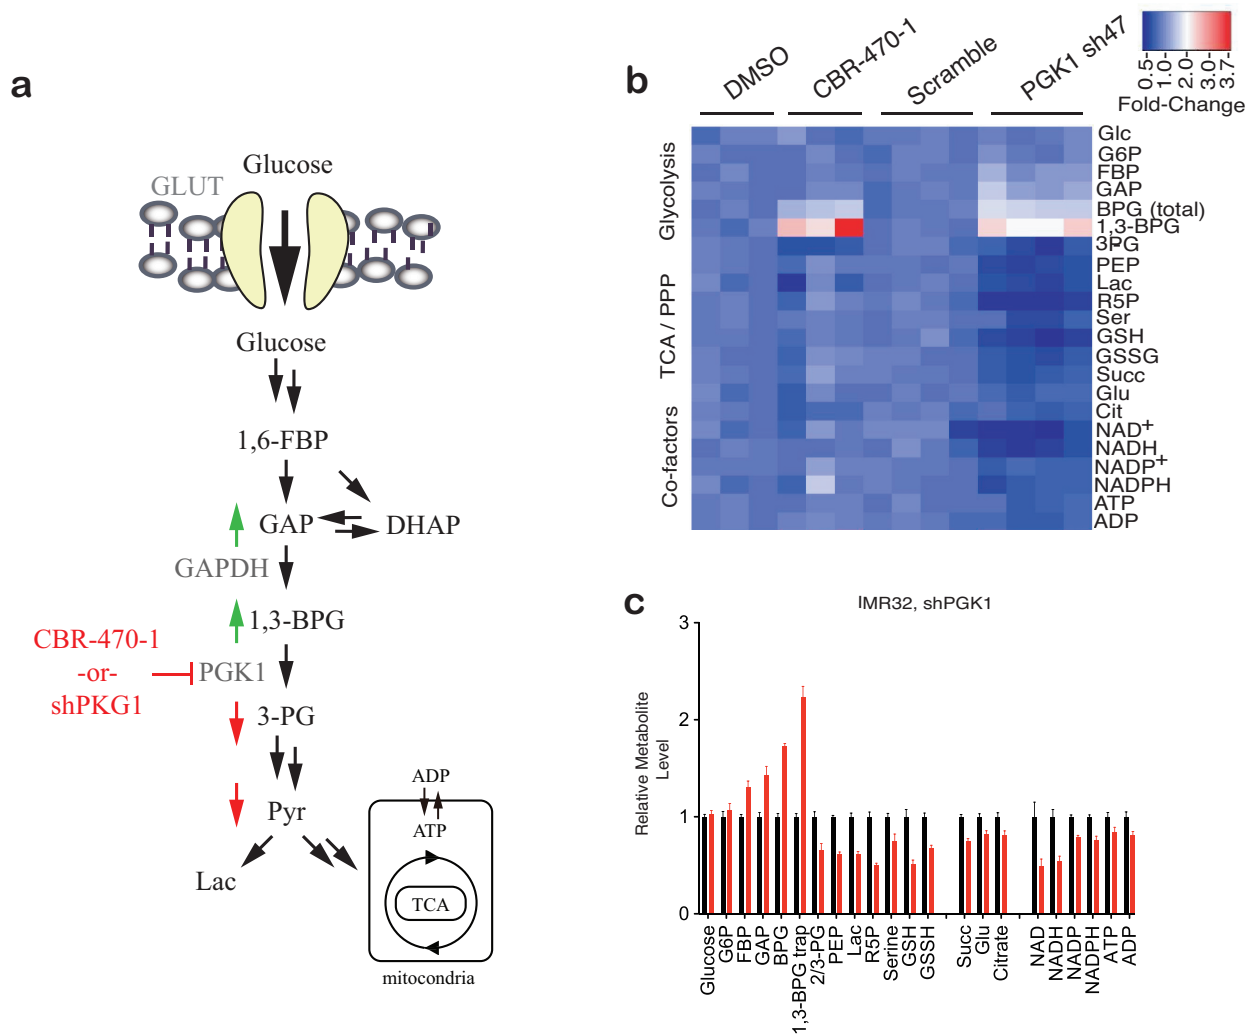 a
Glucose
GLUT
Glucose
1,6-FBP
GAP
DHAP
GAPDH
1,3-BPG
CBR-470-1
-or-
shPKG1
PGK1
3-PG
Pyr
Lac
ADP
ATP
TCA
mitocondria
b
DMSO
CBR-470-1
Scramble
PGK1 sh47
0.5-
1.0-
2.0-
3.0-
3.7-
Fold-Change
Glycolysis
TCA / PPP
Co-factors
Glc
G6P
FBP
GAP
BPG (total)
1,3-BPG
3PG
PEP
Lac
R5P
Ser
GSH
GSSG
Succ
Glu
Cit
NAD+
NADH
NADP+
NADPH
ATP
ADP
c
IMR32, shPGK1
Relative Metabolite
Level
3
2
1
0
Glucose
G6P
FBP
GAP
BPG
1,3-BPG trap
2/3-PG
PEP
Lac
R5P
Serine
GSH
GSSH
Succ
Glu
Citrate
NAD
NADH
NADP
NADPH
ATP
ADP